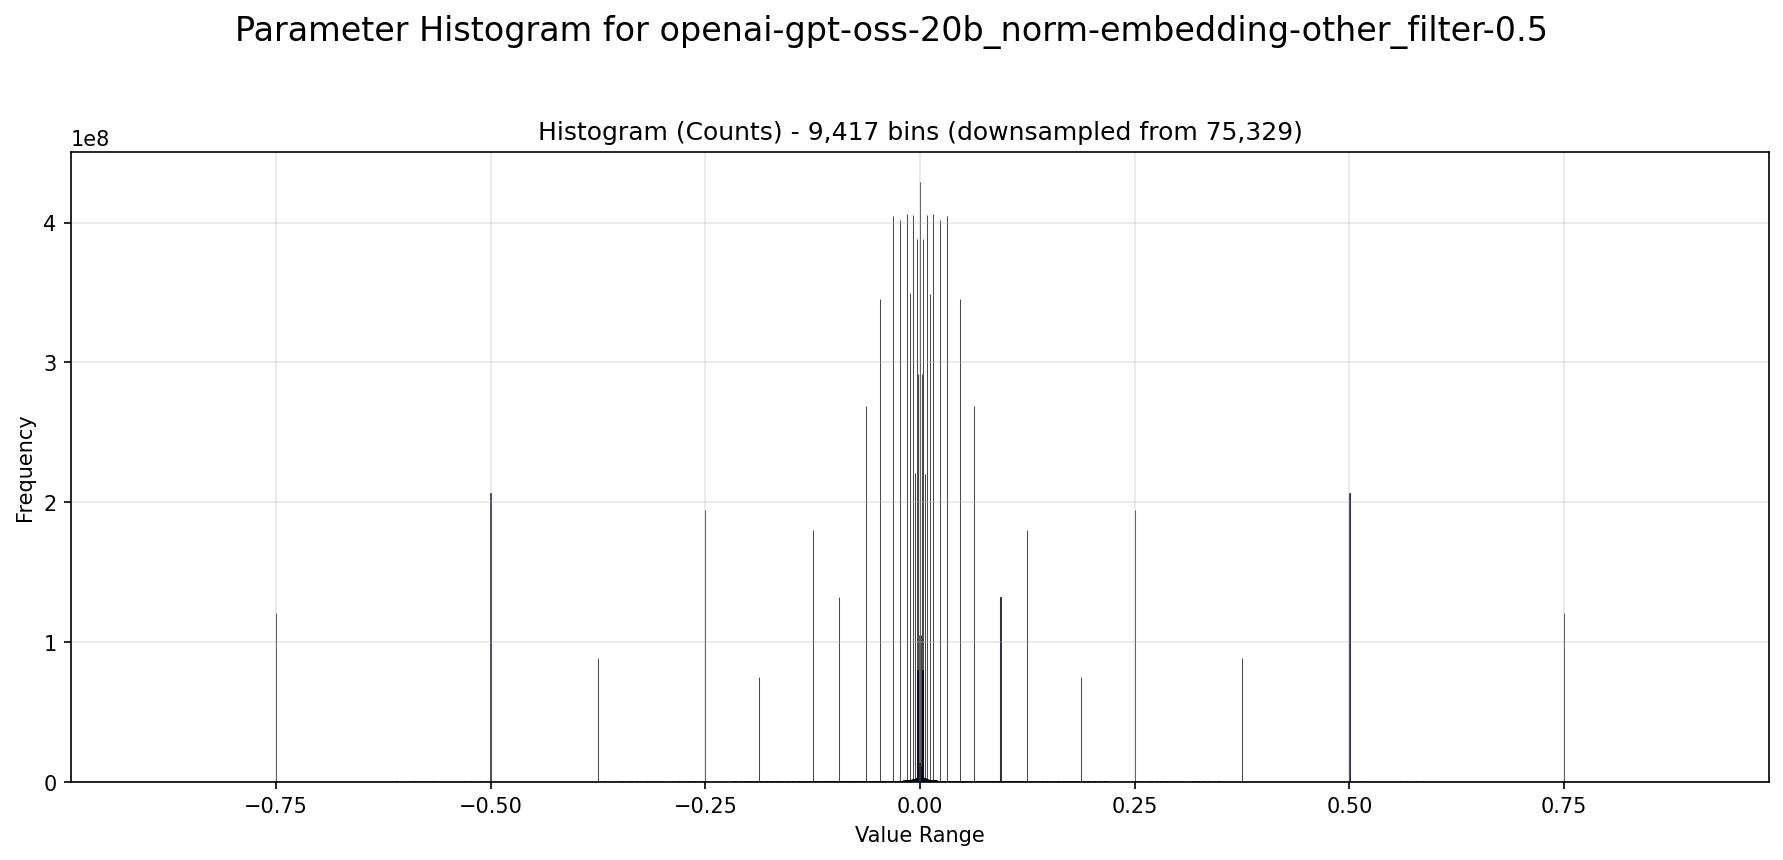 Parameter Histogram for openai-gpt-oss-20b_norm-embedding-other_filter-0.5
Histogram (Counts) - 9,417 bins (downsampled from 75,329)
1e8
4
3
2
1
0
Frequency
−0.75 −0.50 −0.25 0.00 0.25 0.50 0.75
Value Range